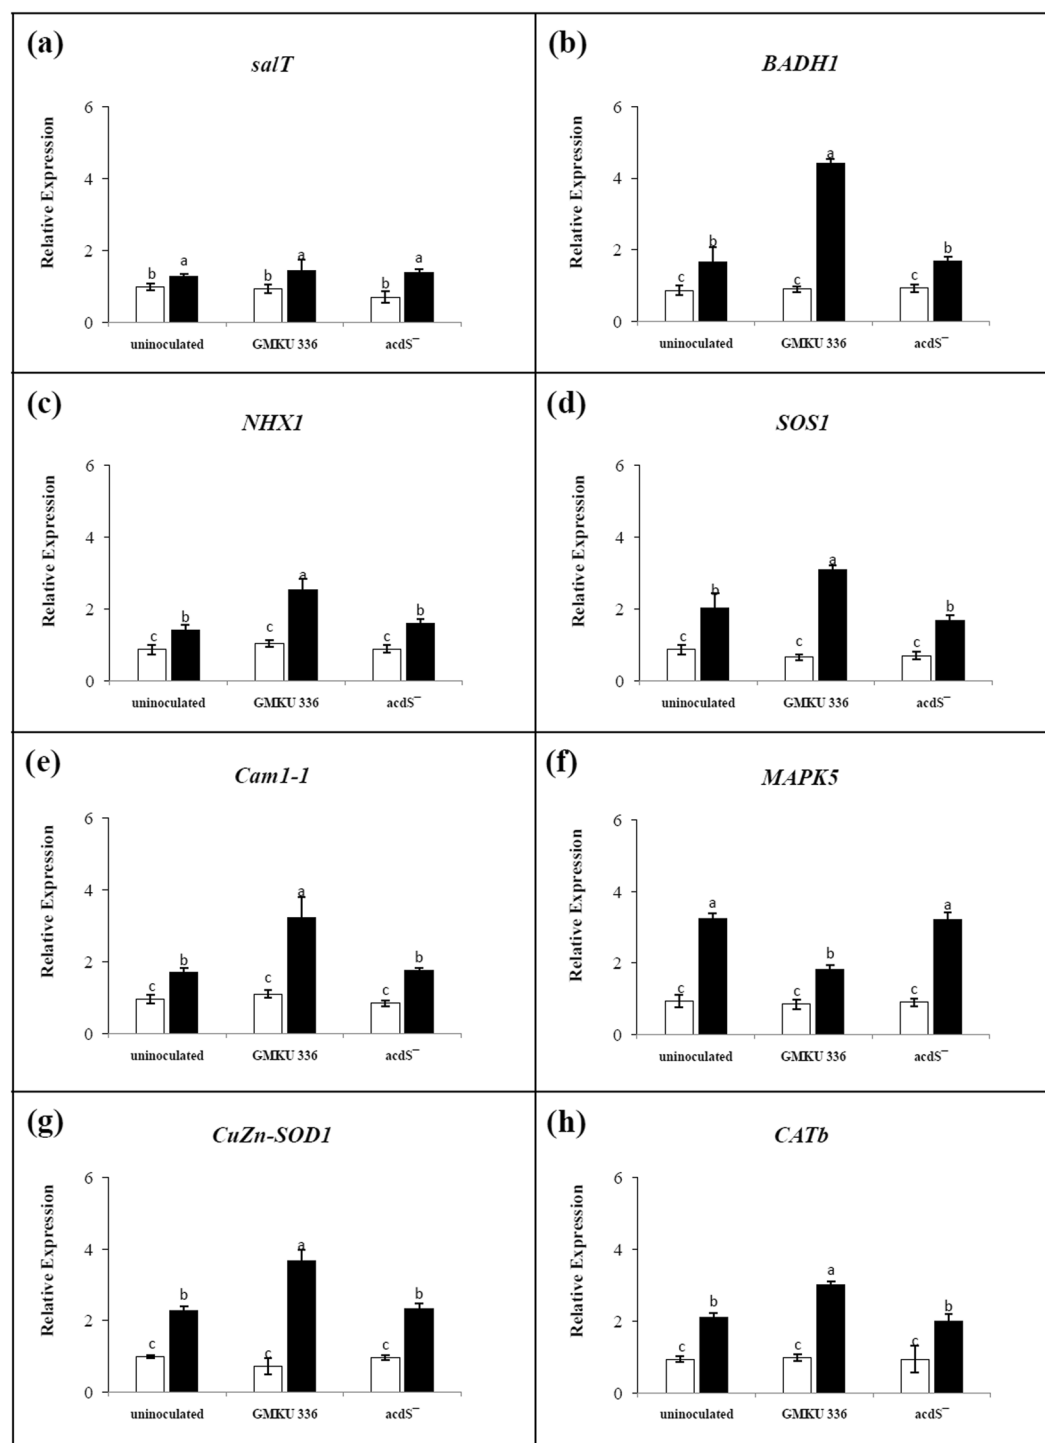 (a)
salT
Relative Expression
6
4
2
0
b
a
b
a
b
a
uninoculated
GMKU 336
acdS⁻
(b)
BADH1
Relative Expression
6
4
2
0
c
b
c
a
c
b
uninoculated
GMKU 336
acdS⁻
(c)
NHX1
Relative Expression
6
4
2
0
c
b
c
a
c
b
uninoculated
GMKU 336
acdS⁻
(d)
SOS1
Relative Expression
6
4
2
0
c
b
c
a
c
b
uninoculated
GMKU 336
acdS⁻
(e)
Cam1-1
Relative Expression
6
4
2
0
c
b
c
a
c
b
uninoculated
GMKU 336
acdS⁻
(f)
MAPK5
Relative Expression
6
4
2
0
c
a
c
b
c
a
uninoculated
GMKU 336
acdS⁻
(g)
CuZn-SOD1
Relative Expression
6
4
2
0
c
b
c
a
c
b
uninoculated
GMKU 336
acdS⁻
(h)
CATb
Relative Expression
6
4
2
0
c
b
c
a
c
b
uninoculated
GMKU 336
acdS⁻